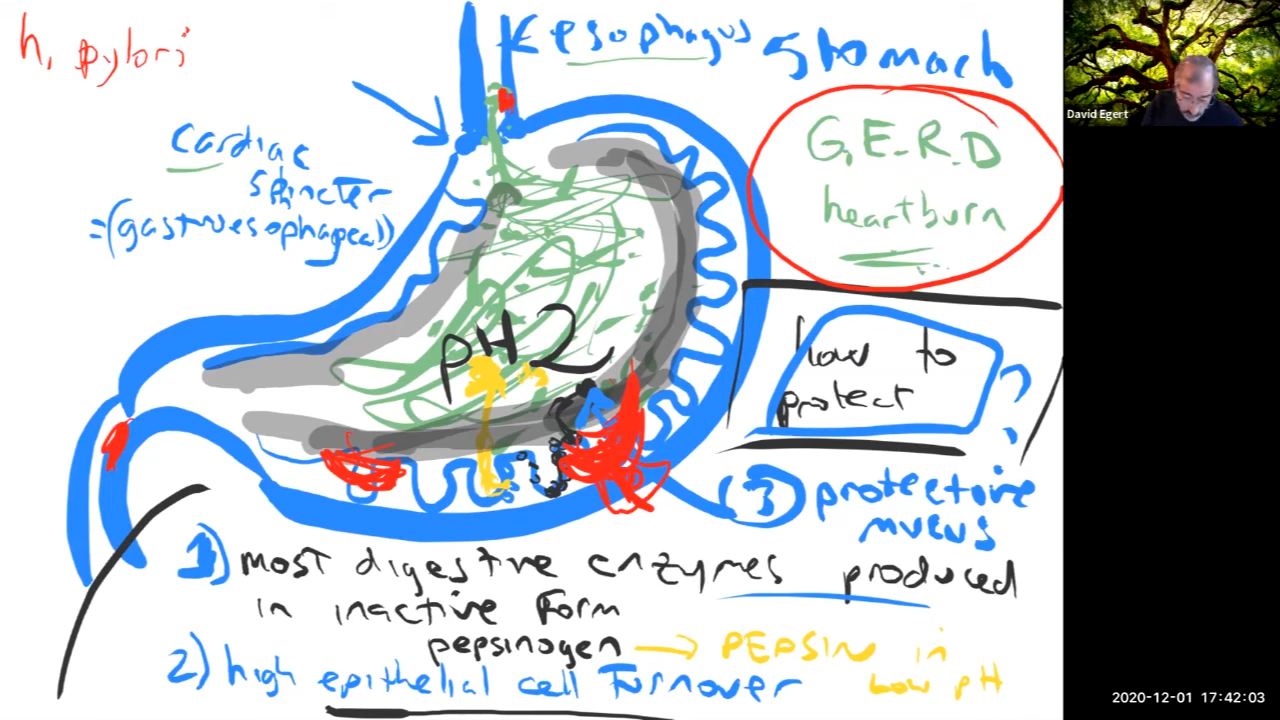 h. pylori
esophagus
Stomach
David Egert
cardiac
sphincter
=(gastroesophageal)
G.E.R.D
heartburn
pH2
how to
protect
?
(3) protective
mucus
1) most digestive enzymes produced
in inactive form
pepsinogen → PEPSIN in
low pH
2) high epithelial cell Turnover
2020-12-01 17:42:03